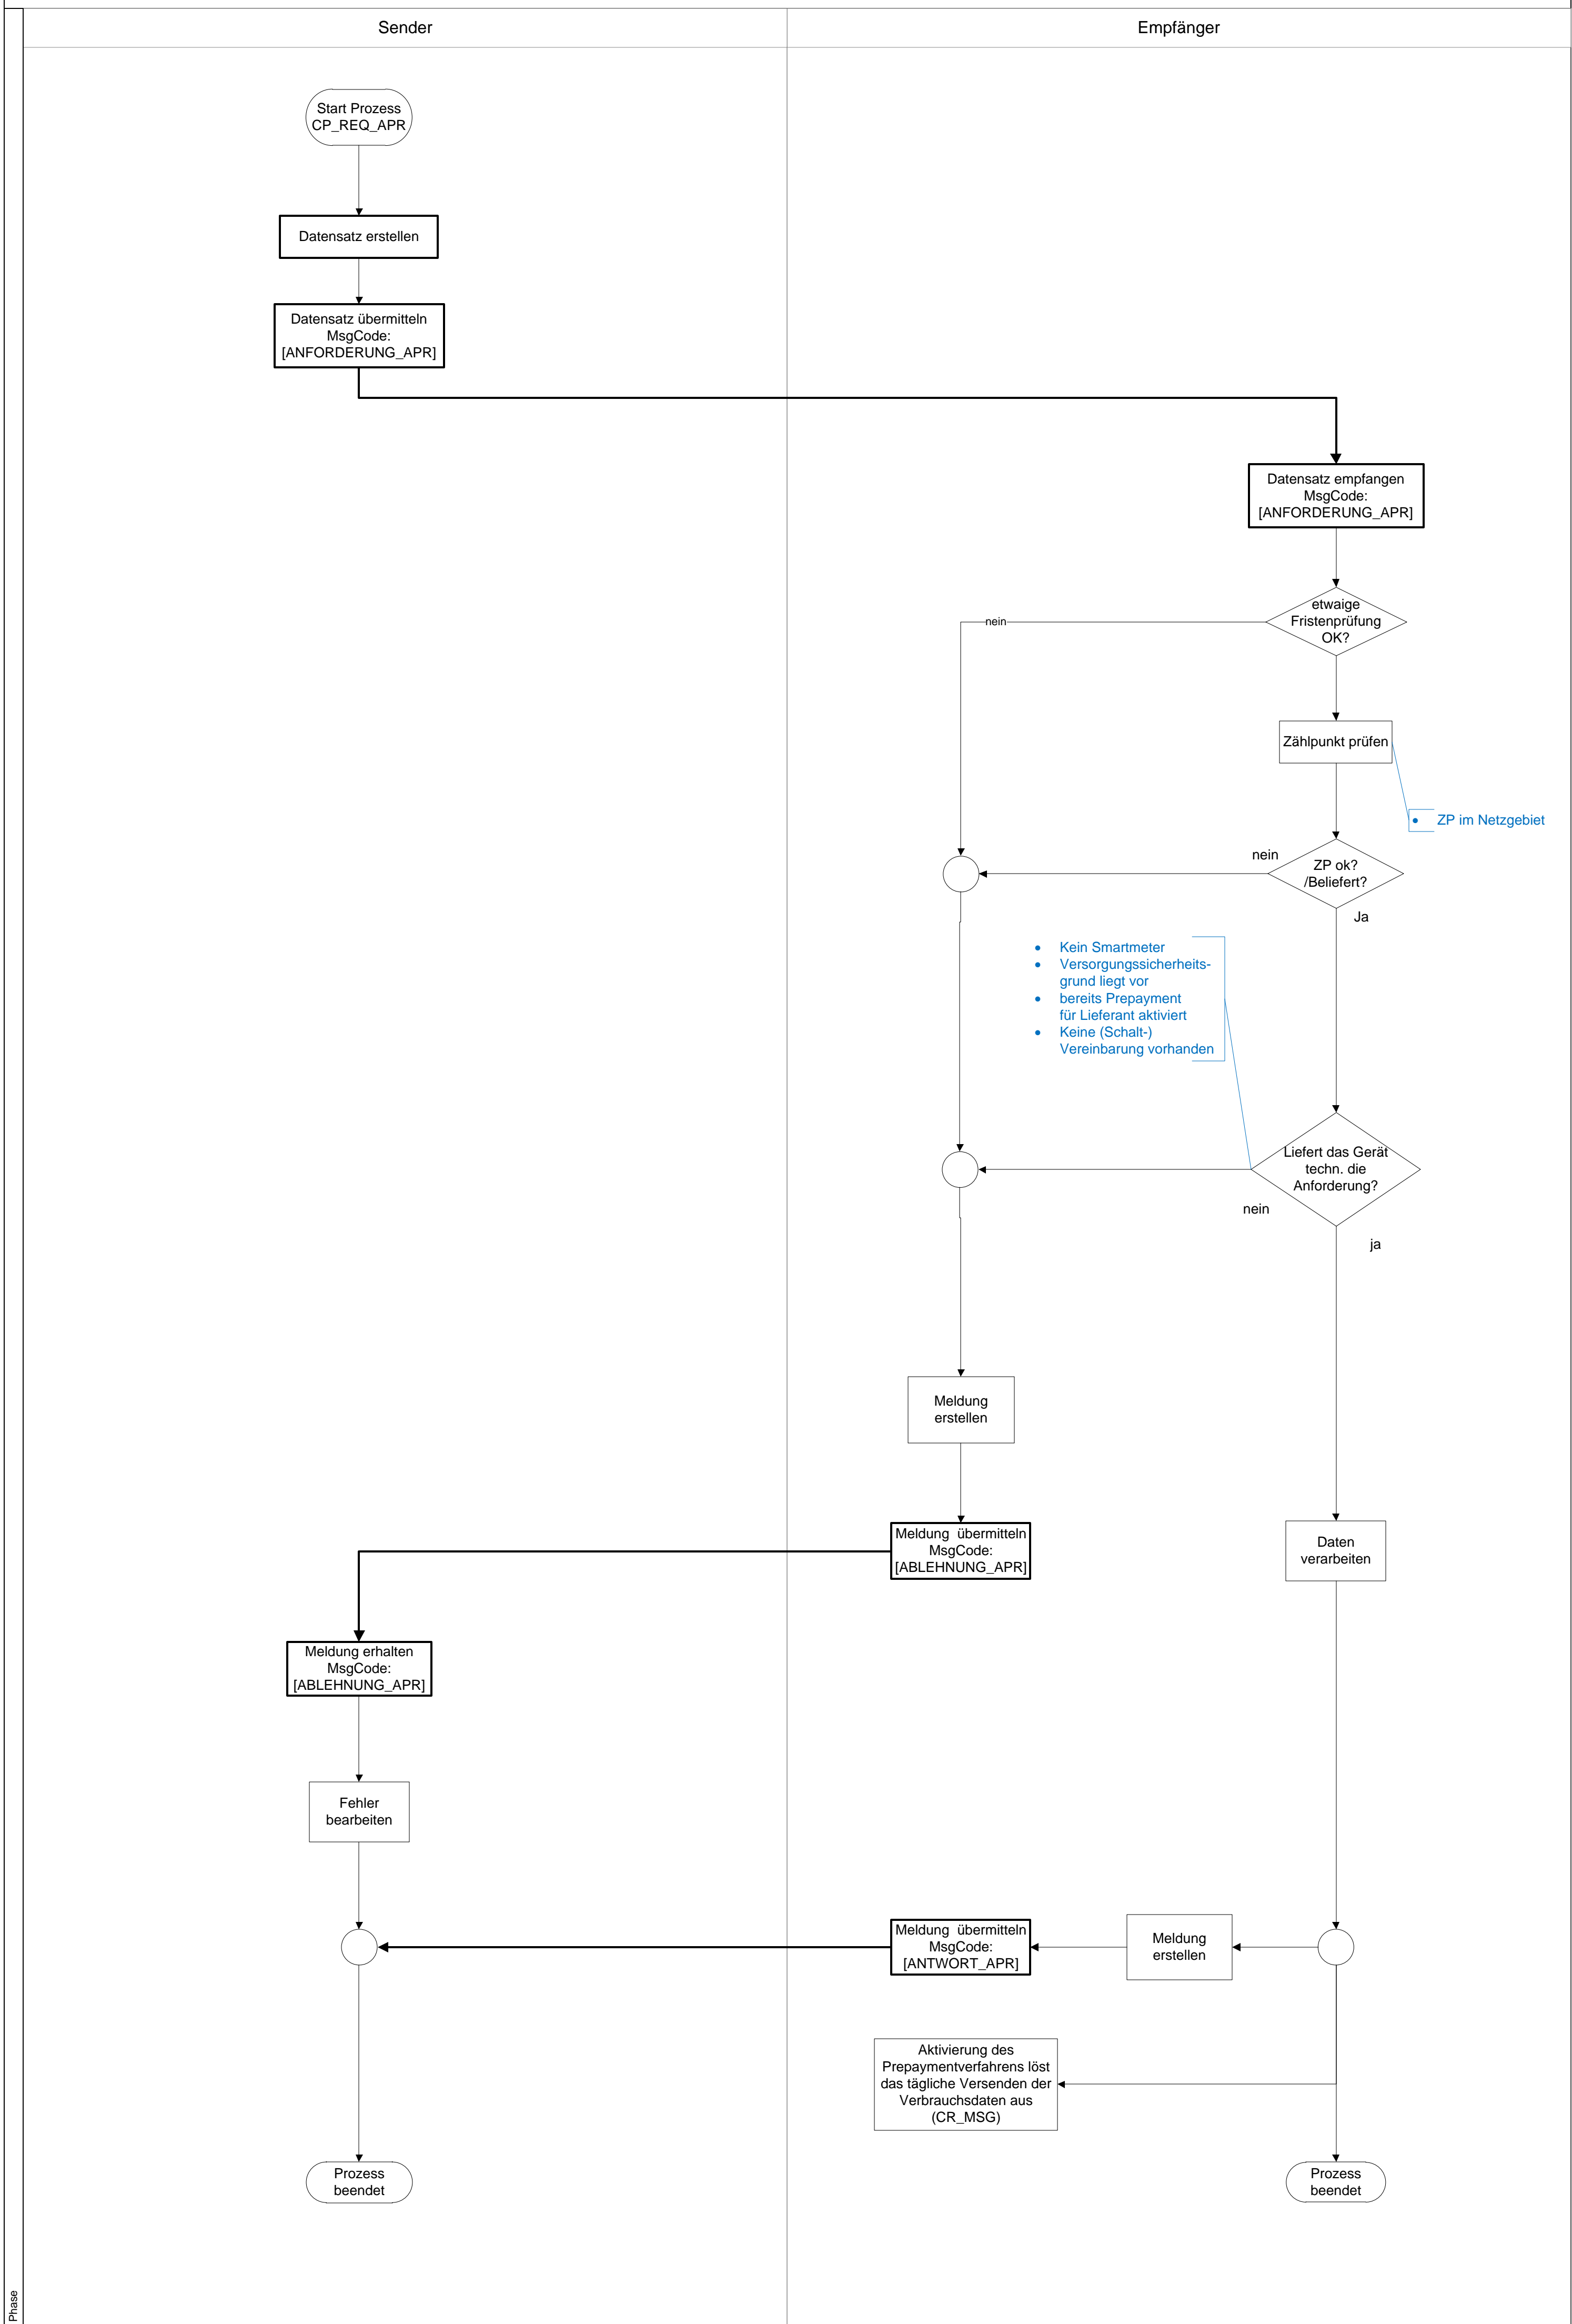 Sender
Empfänger
Start Prozess
CP_REQ_APR
Datensatz erstellen
Datensatz übermitteln
MsgCode:
[ANFORDERUNG_APR]
Datensatz empfangen
MsgCode:
[ANFORDERUNG_APR]
etwaige
Fristenprüfung
OK?
nein
Zählpunkt prüfen
• ZP im Netzgebiet
nein
ZP ok?
/Beliefert?
Ja
• Kein Smartmeter
• Versorgungssicherheits-
grund liegt vor
• bereits Prepayment
für Lieferant aktiviert
• Keine (Schalt-)
Vereinbarung vorhanden
Liefert das Gerät
techn. die
Anforderung?
nein
ja
Meldung
erstellen
Meldung übermitteln
MsgCode:
[ABLEHNUNG_APR]
Daten
verarbeiten
Meldung erhalten
MsgCode:
[ABLEHNUNG_APR]
Fehler
bearbeiten
Meldung übermitteln
MsgCode:
[ANTWORT_APR]
Meldung
erstellen
Aktivierung des
Prepaymentverfahrens löst
das tägliche Versenden der
Verbrauchsdaten aus
(CR_MSG)
Prozess
beendet
Prozess
beendet
Phase